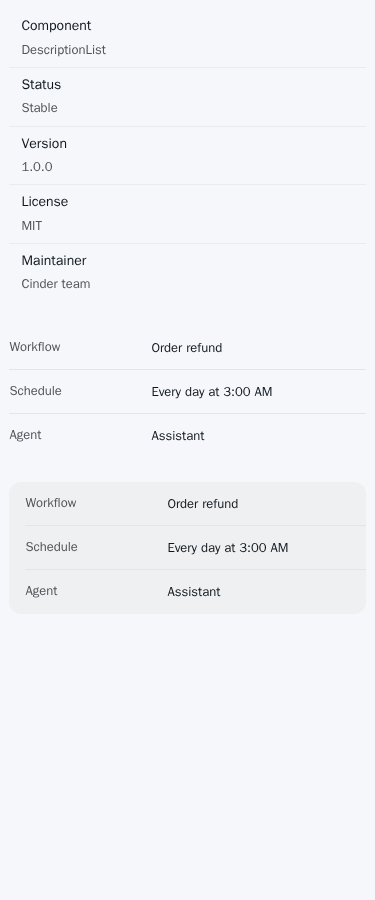 Component
DescriptionList
Status
Stable
Version
1.0.0
License
MIT
Maintainer
Cinder team
Workflow Order refund
Schedule Every day at 3:00 AM
Agent Assistant
Workflow Order refund
Schedule Every day at 3:00 AM
Agent Assistant